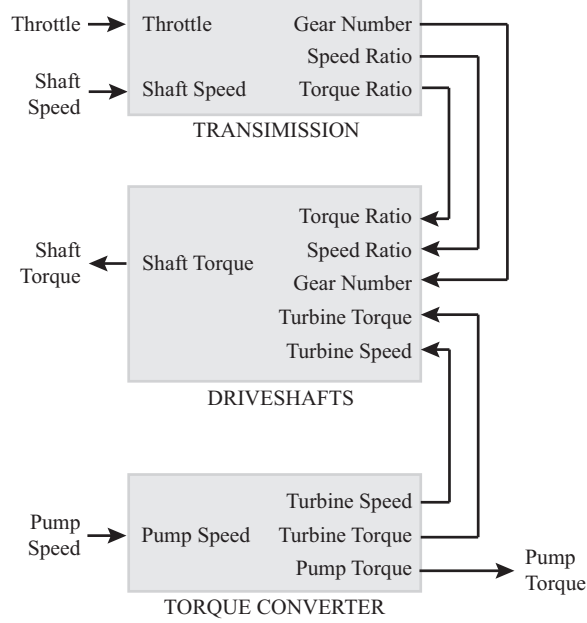 Throttle
Throttle
Gear Number
Speed Ratio
Shaft
Speed
Shaft Speed
Torque Ratio
TRANSIMISSION
Torque Ratio
Speed Ratio
Shaft
Torque
Shaft Torque
Gear Number
Turbine Torque
Turbine Speed
DRIVESHAFTS
Turbine Speed
Pump
Speed
Pump Speed
Turbine Torque
Pump Torque
Pump
Torque
TORQUE CONVERTER